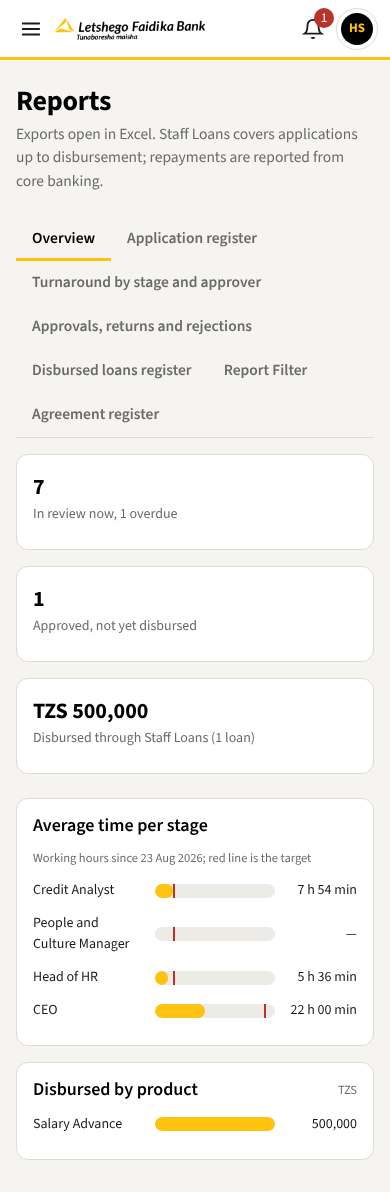 Letshego Faidika Bank
Tunaboresha maisha
1
HS
Reports
Exports open in Excel. Staff Loans covers applications
up to disbursement; repayments are reported from
core banking.
Overview Application register
Turnaround by stage and approver
Approvals, returns and rejections
Disbursed loans register Report Filter
Agreement register
7
In review now, 1 overdue
1
Approved, not yet disbursed
TZS 500,000
Disbursed through Staff Loans (1 loan)
Average time per stage
Working hours since 23 Aug 2026; red line is the target
Credit Analyst 7 h 54 min
People and
Culture Manager —
Head of HR 5 h 36 min
CEO 22 h 00 min
Disbursed by product TZS
Salary Advance 500,000